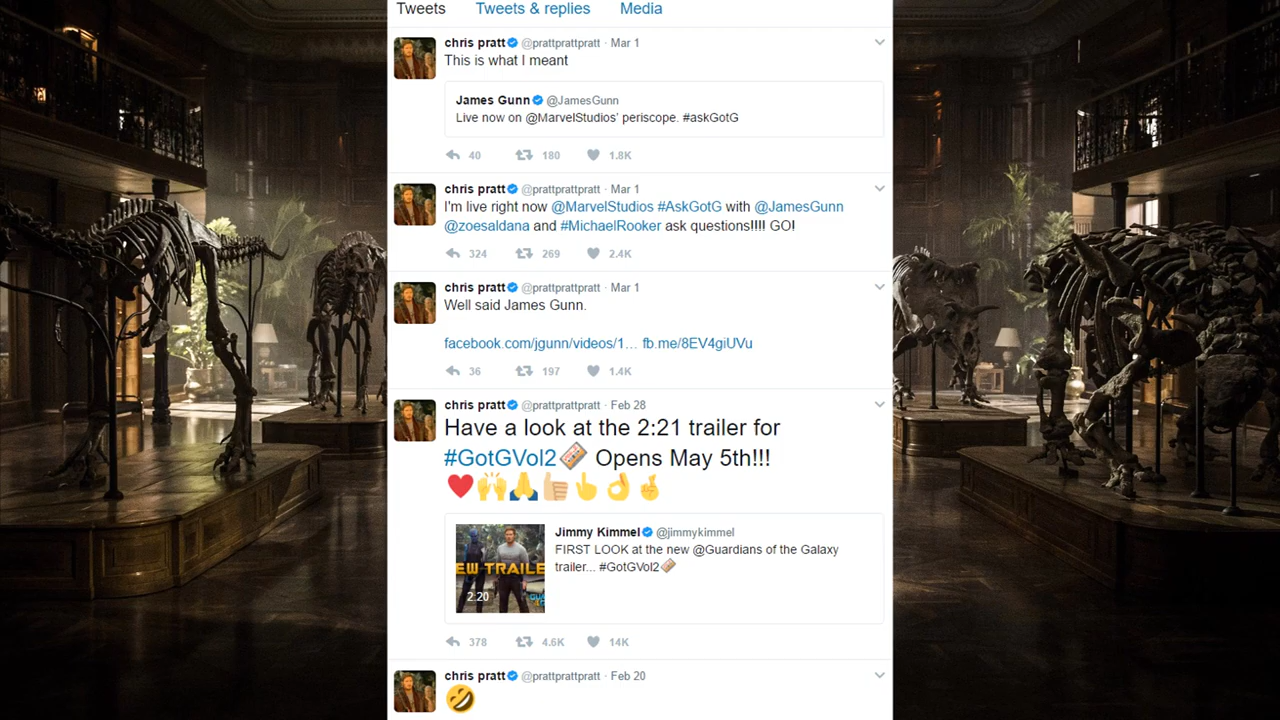 Tweets Tweets & replies Media
chris pratt @prattprattpratt · Mar 1
This is what I meant
James Gunn @JamesGunn
Live now on @MarvelStudios' periscope. #askGotG
40 180 1.8K
chris pratt @prattprattpratt · Mar 1
I'm live right now @MarvelStudios #AskGotG with @JamesGunn
@zoesaldana and #MichaelRooker ask questions!!!! GO!
324 269 2.4K
chris pratt @prattprattpratt · Mar 1
Well said James Gunn.
facebook.com/jgunn/videos/1... fb.me/8EV4giUVu
36 197 1.4K
chris pratt @prattprattpratt · Feb 28
Have a look at the 2:21 trailer for
#GotGVol2 Opens May 5th!!!
Jimmy Kimmel @jimmykimmel
FIRST LOOK at the new @Guardians of the Galaxy
trailer... #GotGVol2
EW TRAILE
2:20
378 4.6K 14K
chris pratt @prattprattpratt · Feb 20